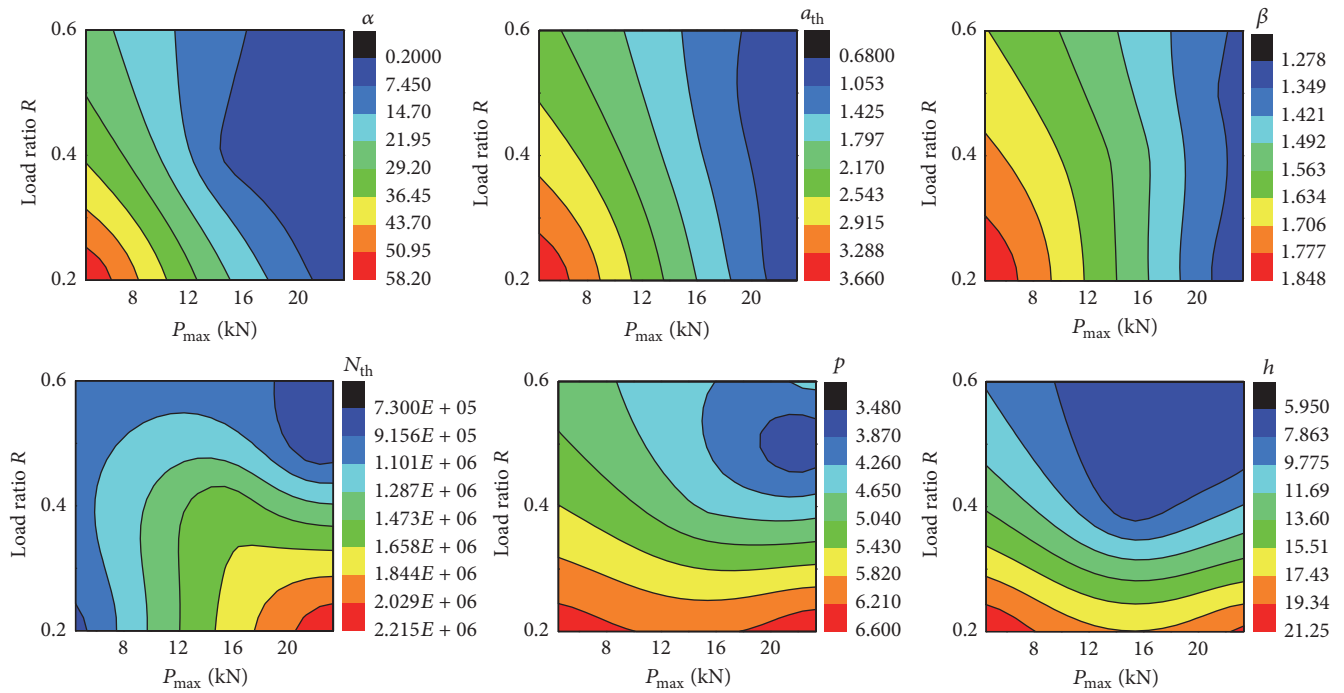 α
0.6
0.4
0.2
Load ratio R
8 12 16 20
P_max (kN)
0.2000
7.450
14.70
21.95
29.20
36.45
43.70
50.95
58.20
a_th
0.6
0.4
0.2
Load ratio R
8 12 16 20
P_max (kN)
0.6800
1.053
1.425
1.797
2.170
2.543
2.915
3.288
3.660
β
0.6
0.4
0.2
Load ratio R
8 12 16 20
P_max (kN)
1.278
1.349
1.421
1.492
1.563
1.634
1.706
1.777
1.848
N_th
0.6
0.4
0.2
Load ratio R
8 12 16 20
P_max (kN)
7.300E + 05
9.156E + 05
1.101E + 06
1.287E + 06
1.473E + 06
1.658E + 06
1.844E + 06
2.029E + 06
2.215E + 06
p
0.6
0.4
0.2
Load ratio R
8 12 16 20
P_max (kN)
3.480
3.870
4.260
4.650
5.040
5.430
5.820
6.210
6.600
h
0.6
0.4
0.2
Load ratio R
8 12 16 20
P_max (kN)
5.950
7.863
9.775
11.69
13.60
15.51
17.43
19.34
21.25